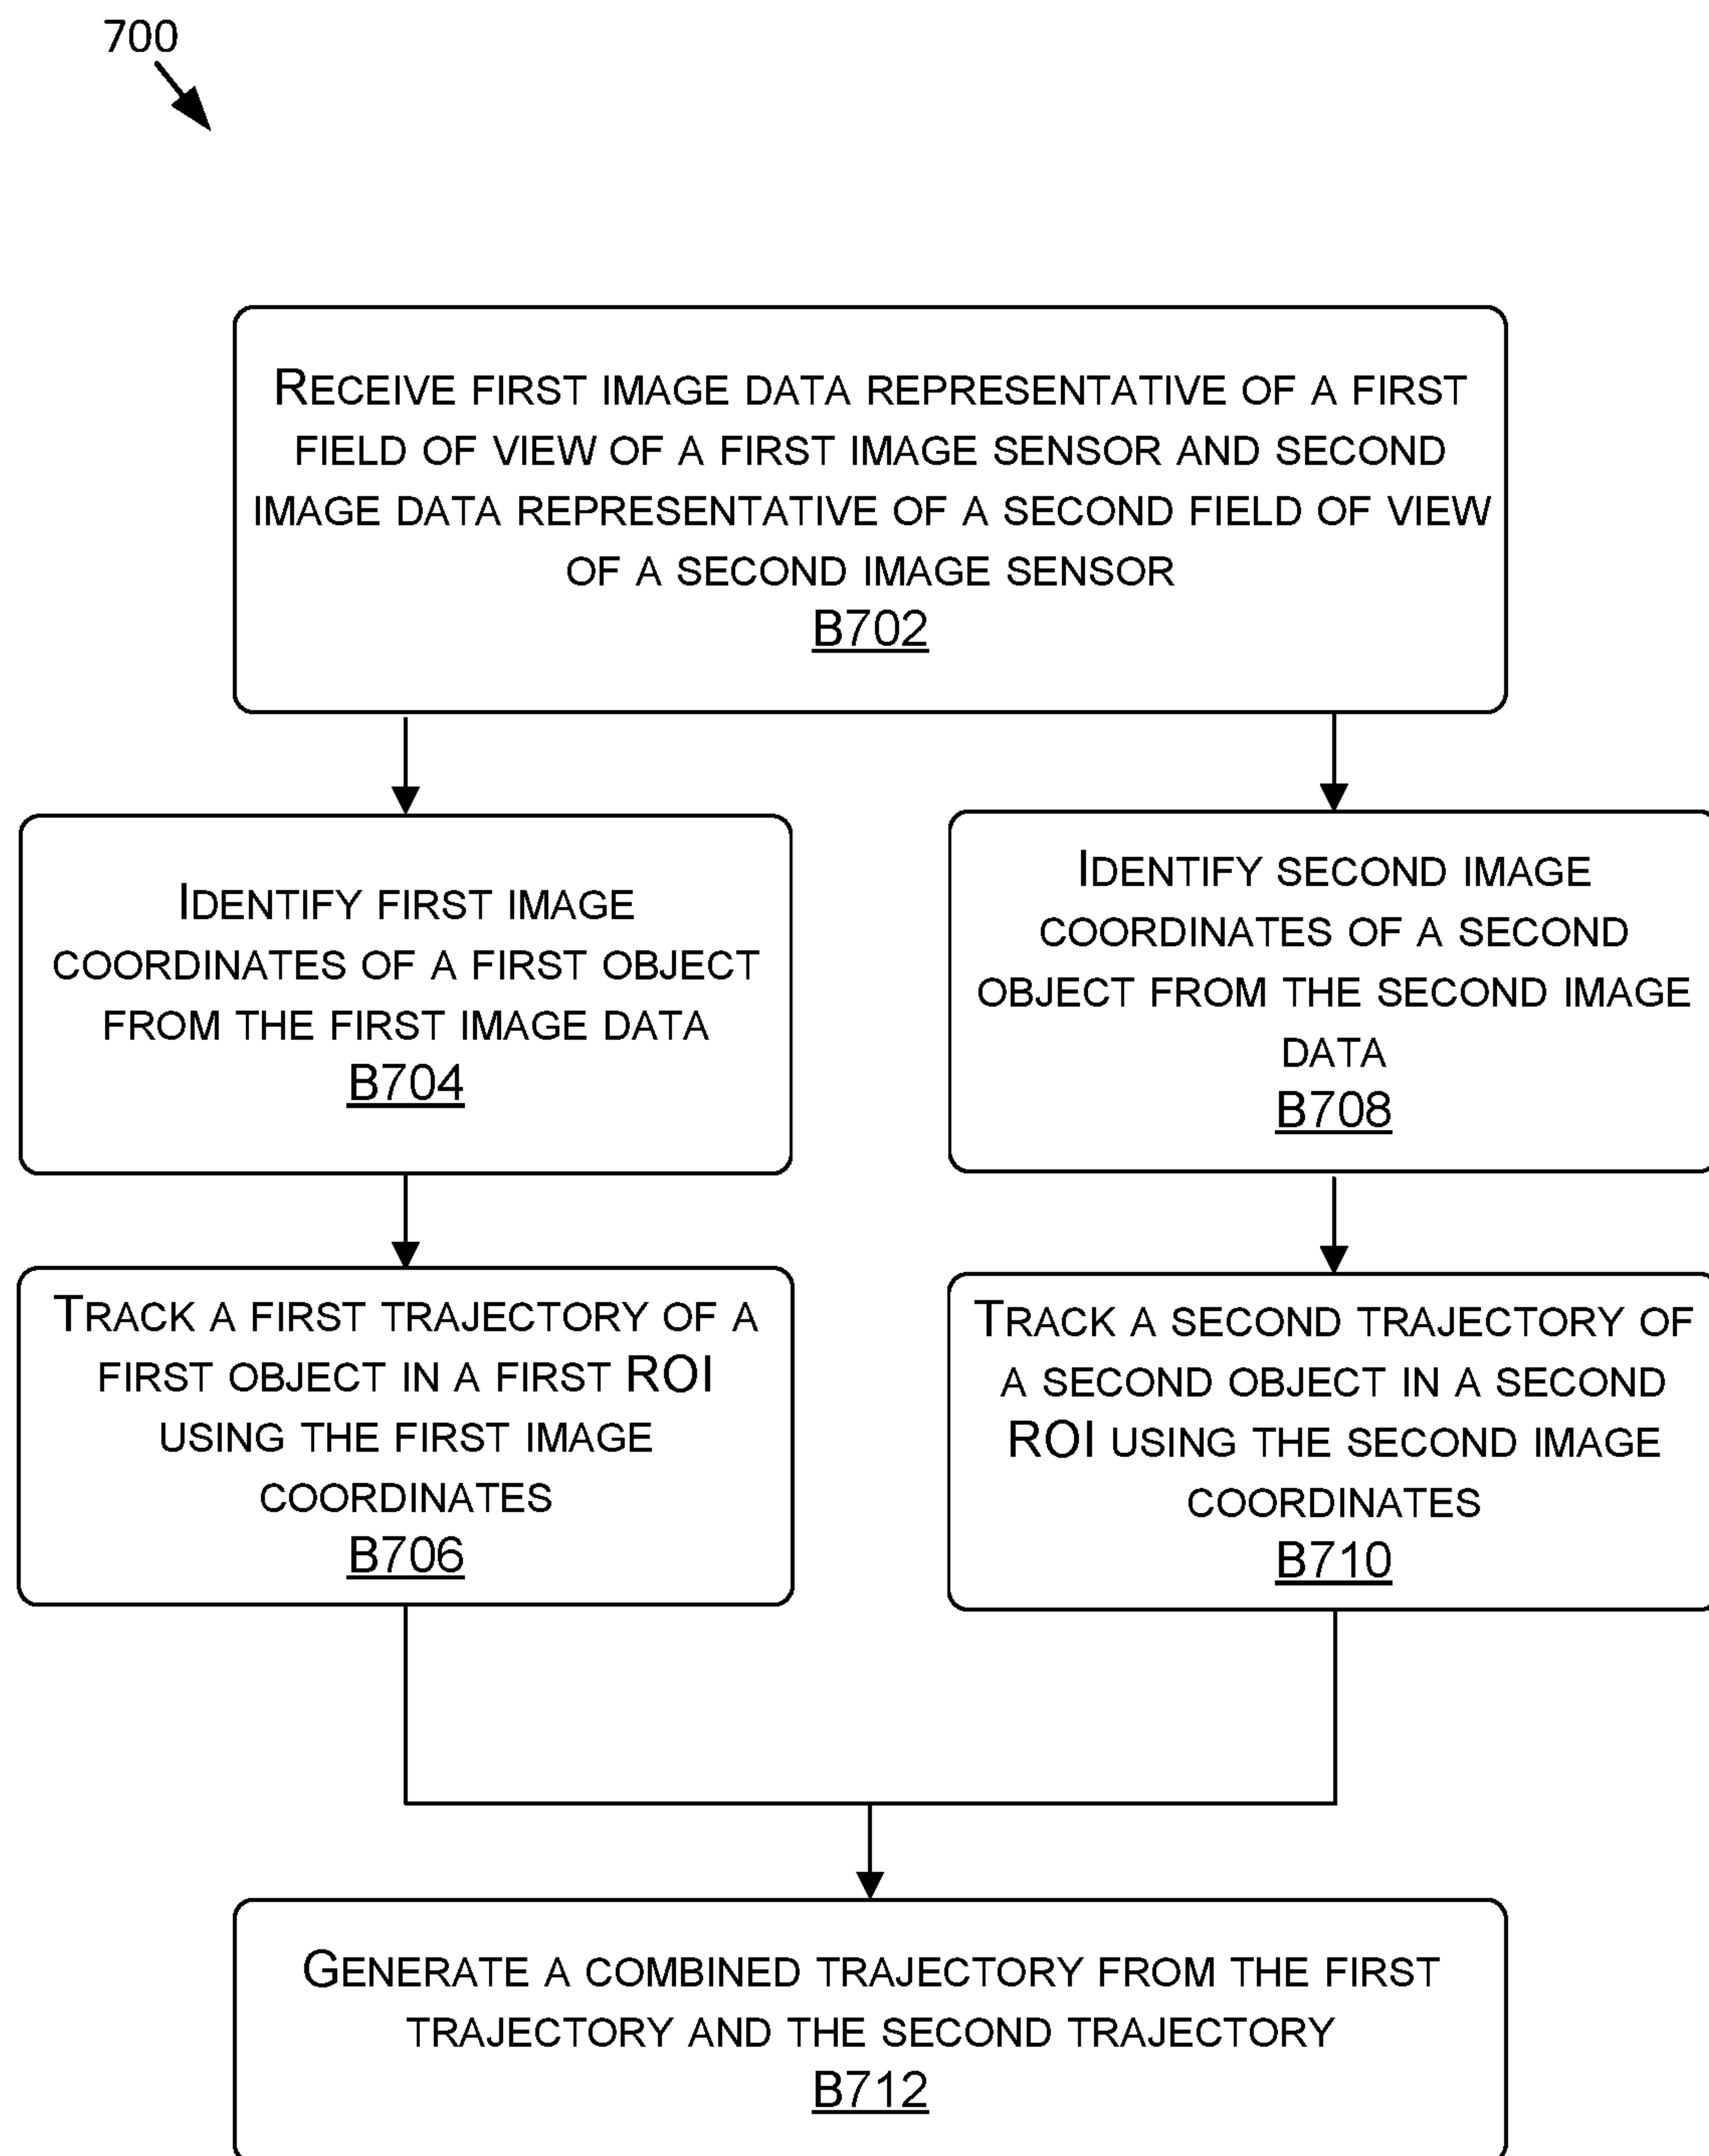 700
RECEIVE FIRST IMAGE DATA REPRESENTATIVE OF A FIRST
FIELD OF VIEW OF A FIRST IMAGE SENSOR AND SECOND
IMAGE DATA REPRESENTATIVE OF A SECOND FIELD OF VIEW
OF A SECOND IMAGE SENSOR
B702
IDENTIFY FIRST IMAGE
COORDINATES OF A FIRST OBJECT
FROM THE FIRST IMAGE DATA
B704
IDENTIFY SECOND IMAGE
COORDINATES OF A SECOND
OBJECT FROM THE SECOND IMAGE
DATA
B708
TRACK A FIRST TRAJECTORY OF A
FIRST OBJECT IN A FIRST ROI
USING THE FIRST IMAGE
COORDINATES
B706
TRACK A SECOND TRAJECTORY OF
A SECOND OBJECT IN A SECOND
ROI USING THE SECOND IMAGE
COORDINATES
B710
GENERATE A COMBINED TRAJECTORY FROM THE FIRST
TRAJECTORY AND THE SECOND TRAJECTORY
B712